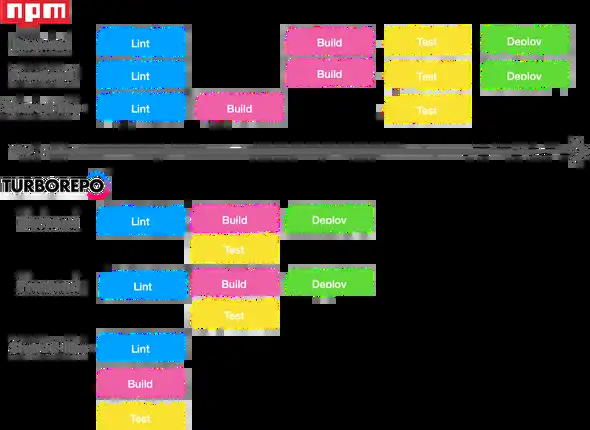 npm
Lint Build Test Deploy
Lint Build Test Deploy
Lint Build Test
TURBOREPO
Lint Build Deploy
Test
Lint Build Deploy
Test
Lint
Build
Test